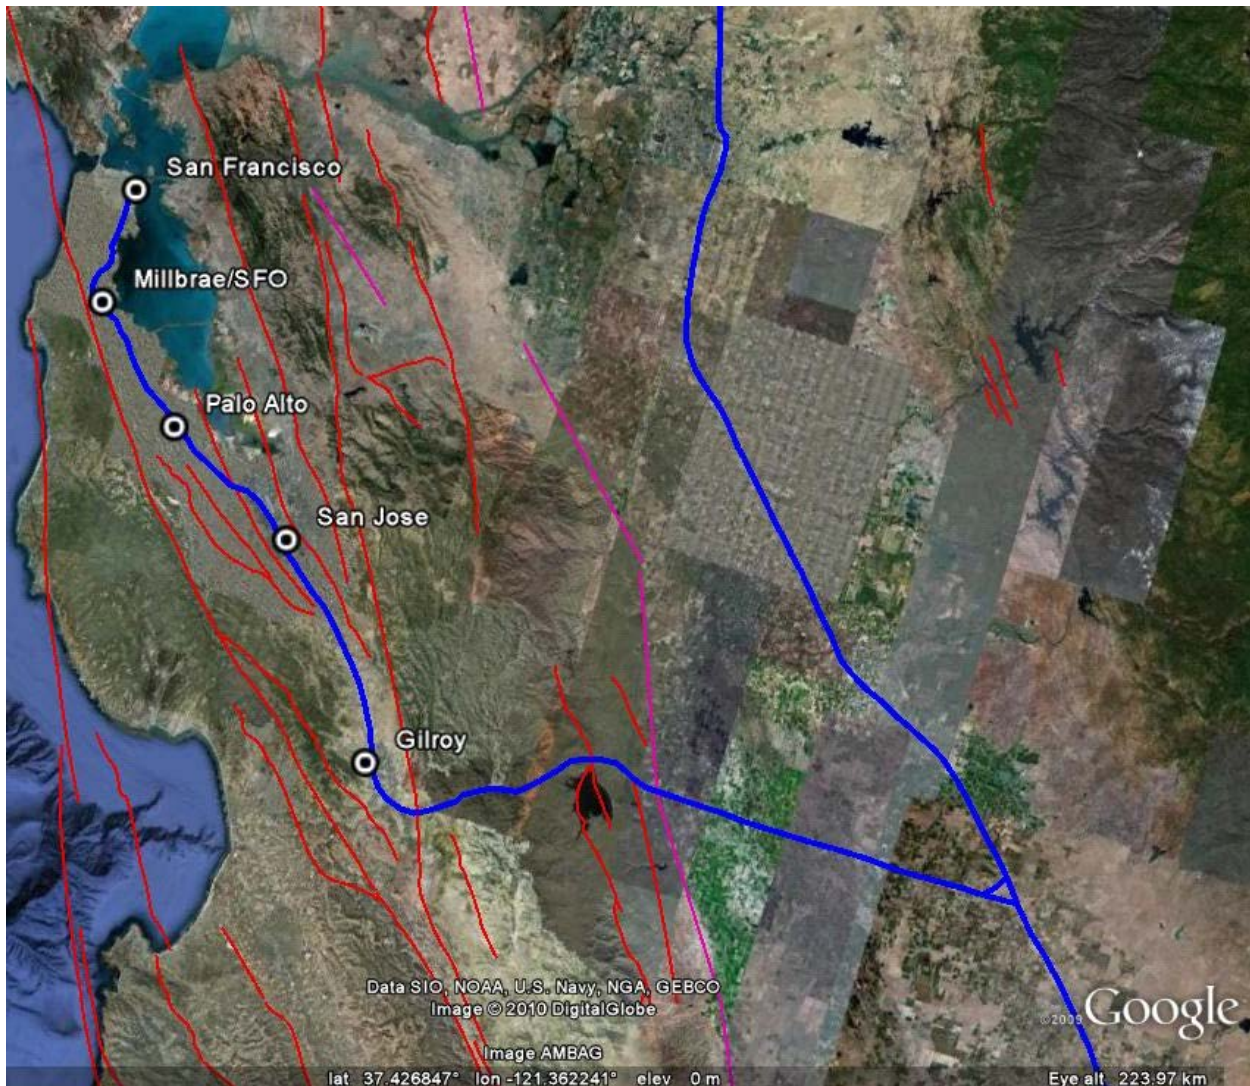 San Francisco
Millbrae/SFO
Palo Alto
San Jose
Gilroy
Data SIO, NOAA, U.S. Navy, NGA, GEBCO
Image © 2010 DigitalGlobe
©2009 Google
Image AMBAG
lat 37.426847° lon -121.362241° elev 0 m Eye alt 223.97 km